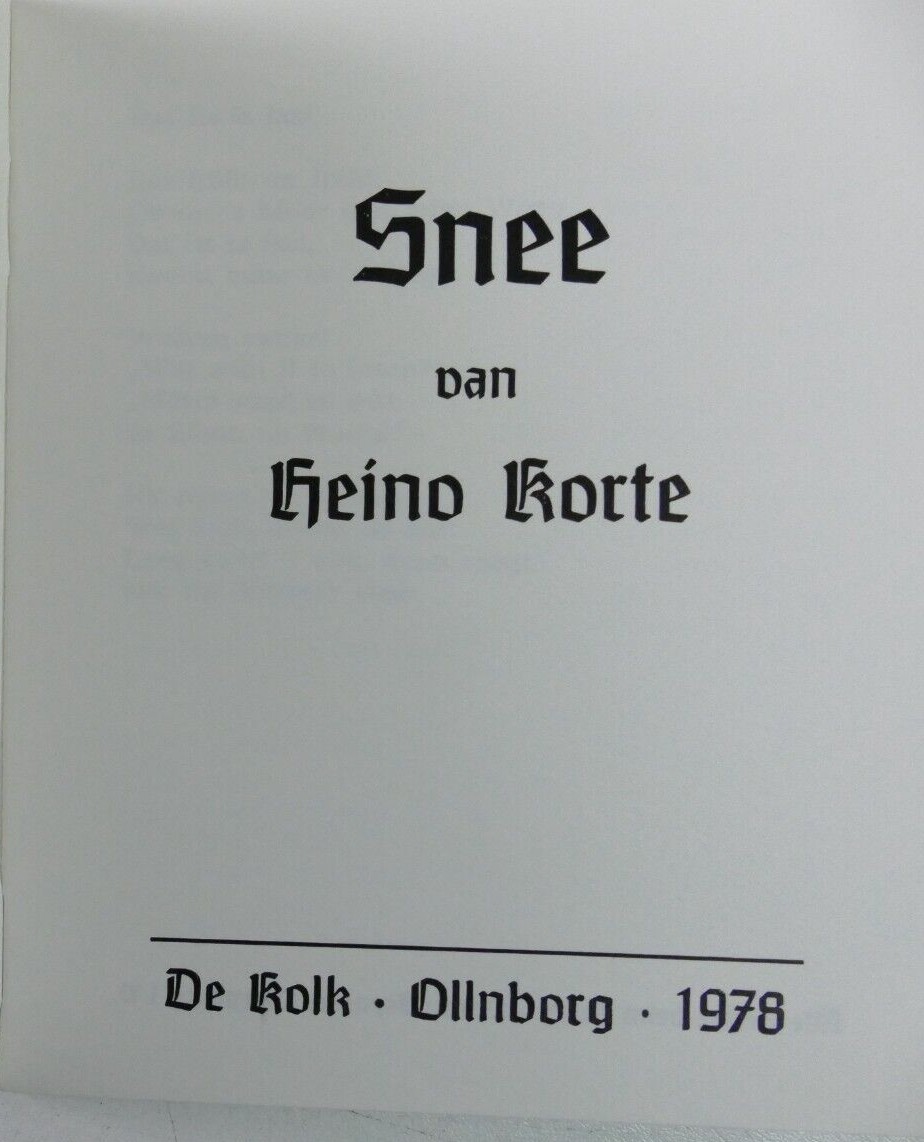 Snee
van
Heino Korte
De Kolk · Ollnborg · 1978